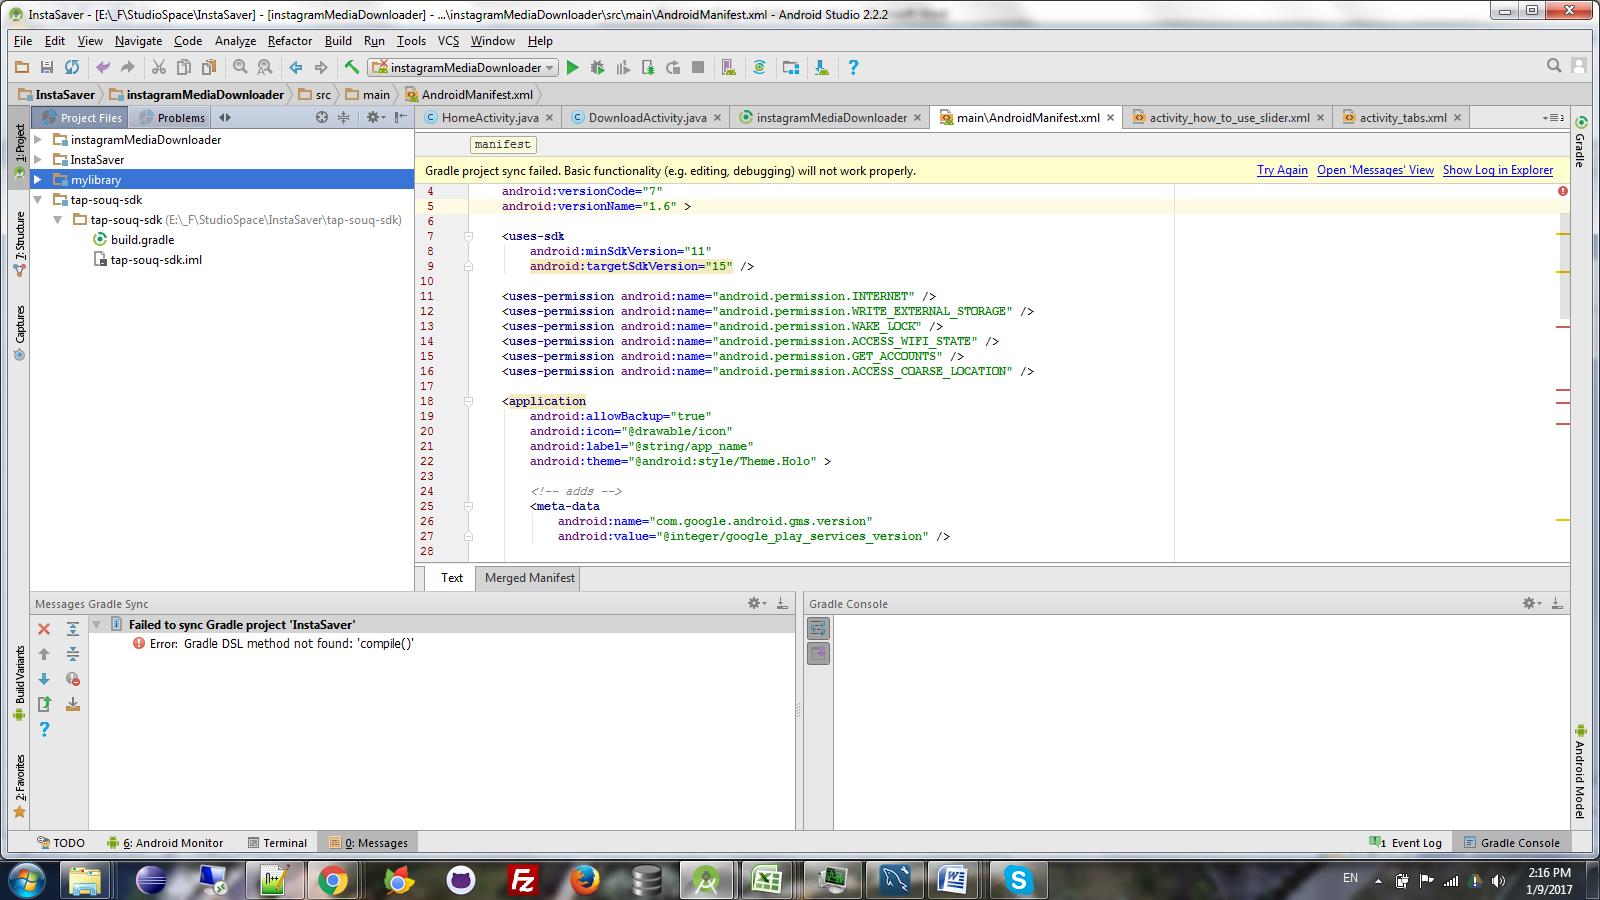 InstaSaver - [E:\_F\StudioSpace\InstaSaver] - [instagramMediaDownloader] - ...\instagramMediaDownloader\src\main\AndroidManifest.xml - Android Studio 2.2.2
File Edit View Navigate Code Analyze Refactor Build Run Tools VCS Window Help
instagramMediaDownloader
InstaSaver instagramMediaDownloader src main AndroidManifest.xml
Project Files Problems
HomeActivity.java DownloadActivity.java instagramMediaDownloader main\AndroidManifest.xml activity_how_to_use_slider.xml activity_tabs.xml
1: Project
7: Structure
Captures
Build Variants
2: Favorites
instagramMediaDownloader
InstaSaver
mylibrary
tap-souq-sdk
tap-souq-sdk (E:\_F\StudioSpace\InstaSaver\tap-souq-sdk)
build.gradle
tap-souq-sdk.iml
manifest
Gradle project sync failed. Basic functionality (e.g. editing, debugging) will not work properly. Try Again Open 'Messages' View Show Log in Explorer
4 android:versionCode="7"
5 android:versionName="1.6" >
6
7 <uses-sdk
8 android:minSdkVersion="11"
9 android:targetSdkVersion="15" />
10
11 <uses-permission android:name="android.permission.INTERNET" />
12 <uses-permission android:name="android.permission.WRITE_EXTERNAL_STORAGE" />
13 <uses-permission android:name="android.permission.WAKE_LOCK" />
14 <uses-permission android:name="android.permission.ACCESS_WIFI_STATE" />
15 <uses-permission android:name="android.permission.GET_ACCOUNTS" />
16 <uses-permission android:name="android.permission.ACCESS_COARSE_LOCATION" />
17
18 <application
19 android:allowBackup="true"
20 android:icon="@drawable/icon"
21 android:label="@string/app_name"
22 android:theme="@android:style/Theme.Holo" >
23
24 <!-- adds -->
25 <meta-data
26 android:name="com.google.android.gms.version"
27 android:value="@integer/google_play_services_version" />
28
Text Merged Manifest
Gradle
Android Model
Messages Gradle Sync
Failed to sync Gradle project 'InstaSaver'
Error: Gradle DSL method not found: 'compile()'
Gradle Console
TODO 6: Android Monitor Terminal 0: Messages 1 Event Log Gradle Console
EN 2:16 PM
1/9/2017